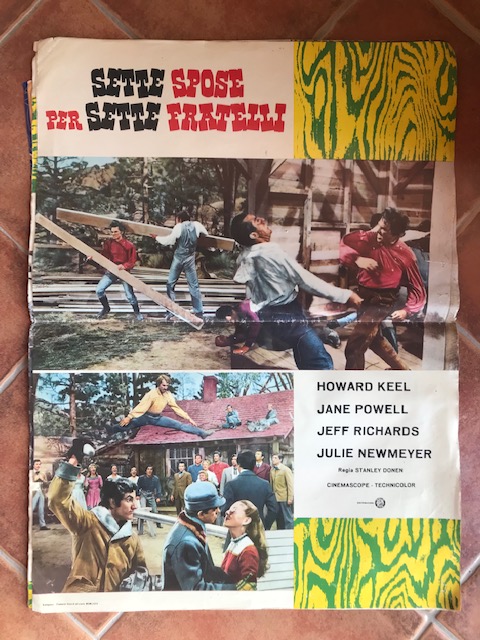 SETTE SPOSE
PER SETTE FRATELLI
HOWARD KEEL
JANE POWELL
JEFF RICHARDS
JULIE NEWMEYER
Regia STANLEY DONEN
CINEMASCOPE - TECHNICOLOR